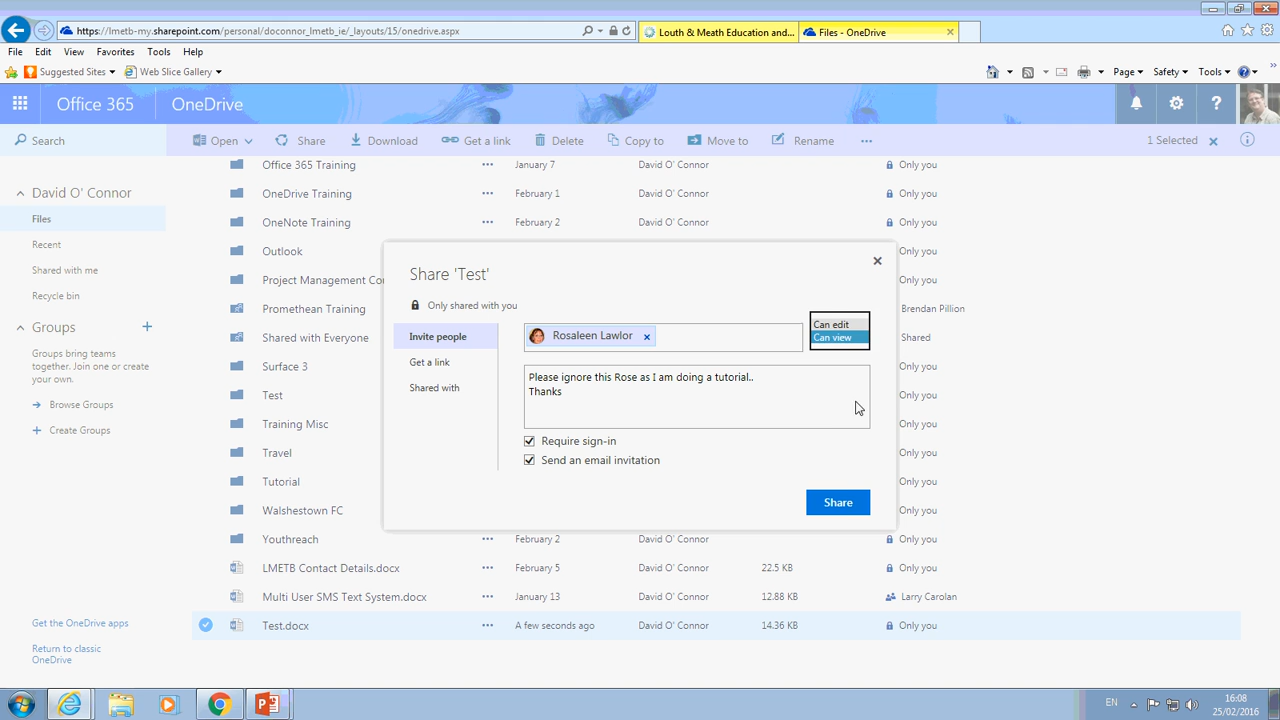 https://lmetb-my.sharepoint.com/personal/doconnor_lmetb_ie/_layouts/15/onedrive.aspx
Louth & Meath Education and...
Files - OneDrive
File Edit View Favorites Tools Help
Suggested Sites
Web Slice Gallery
Page
Safety
Tools
Office 365
OneDrive
Search
Open
Share
Download
Get a link
Delete
Copy to
Move to
Rename
1 Selected
David O' Connor
Files
Recent
Shared with me
Recycle bin
Groups
Groups bring teams
together. Join one or create
your own.
Browse Groups
Create Groups
Get the OneDrive apps
Return to classic
OneDrive
Office 365 Training January 7 David O' Connor Only you
OneDrive Training February 1 David O' Connor Only you
OneNote Training February 2 David O' Connor Only you
Outlook
Project Management Co
Promethean Training Brendan Pillion
Shared with Everyone Shared
Surface 3 Only you
Test Only you
Training Misc Only you
Travel Only you
Tutorial Only you
Walshestown FC Only you
Youthreach February 2 David O' Connor Only you
LMETB Contact Details.docx February 5 David O' Connor 22.5 KB Only you
Multi User SMS Text System.docx January 13 David O' Connor 12.88 KB Larry Carolan
Test.docx A few seconds ago David O' Connor 14.36 KB Only you
Share 'Test'
Only shared with you
Invite people
Get a link
Shared with
Rosaleen Lawlor
Can edit
Can view
Please ignore this Rose as I am doing a tutorial..
Thanks
Require sign-in
Send an email invitation
Share
EN
16:08
25/02/2016